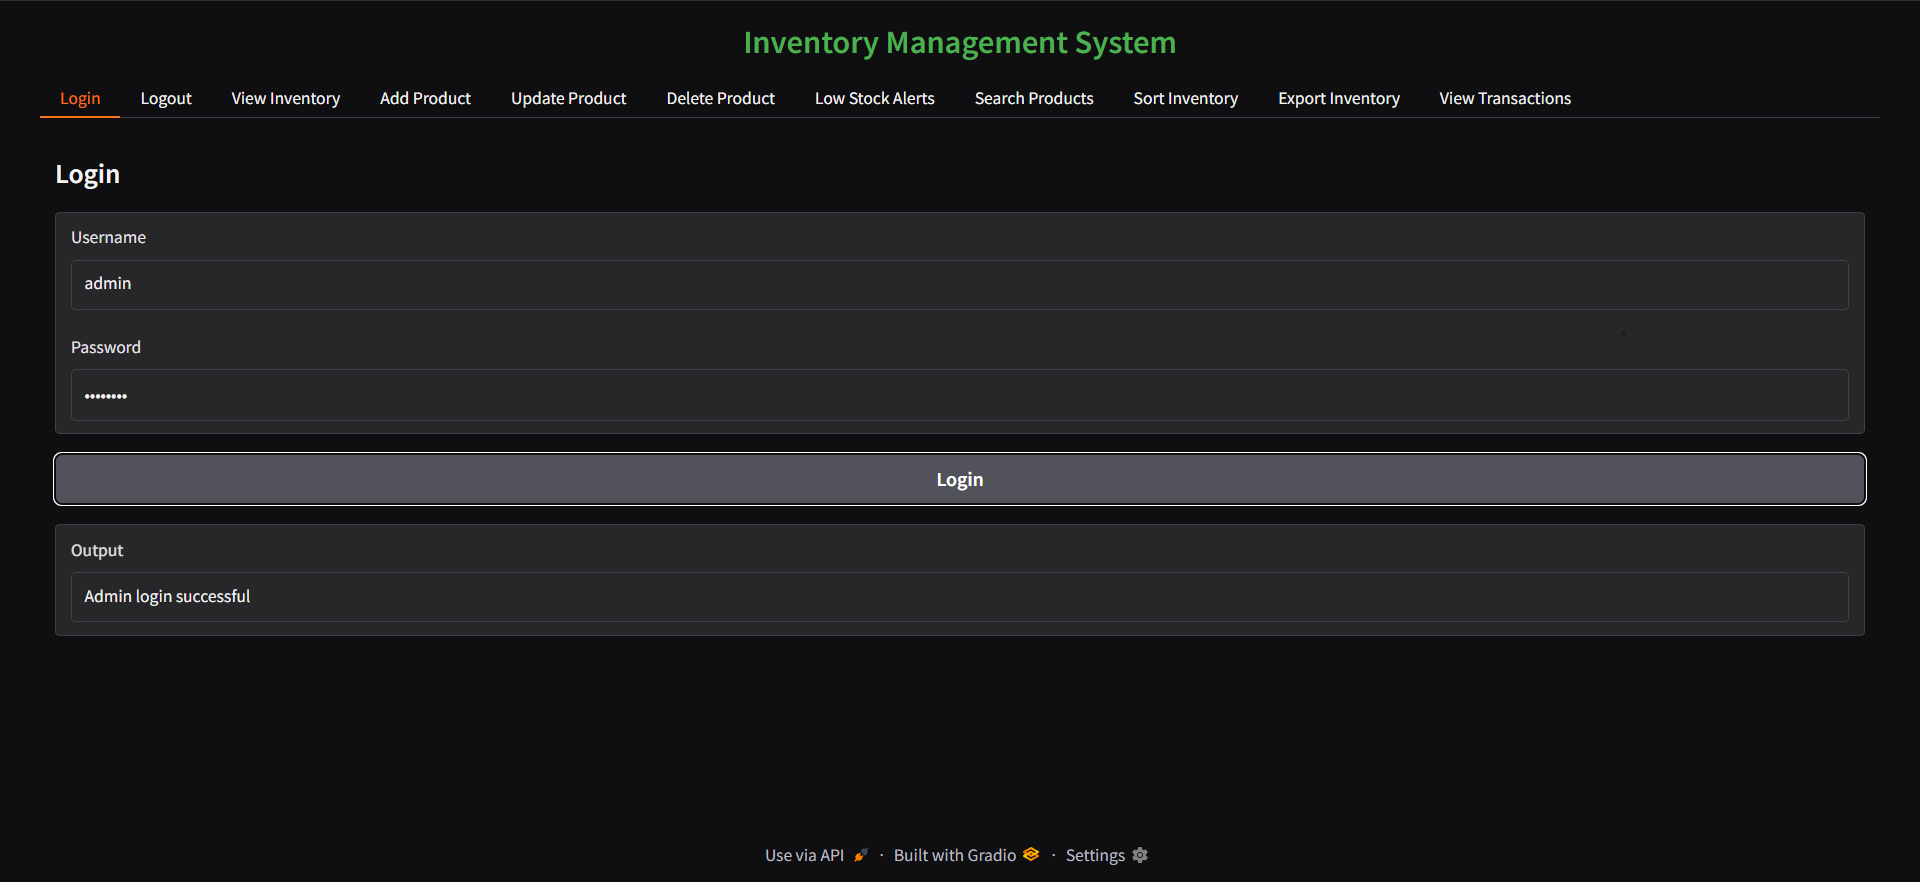 Inventory Management System
Login Logout View Inventory Add Product Update Product Delete Product Low Stock Alerts Search Products Sort Inventory Export Inventory View Transactions
Login
Username
admin
Password
••••••••
Login
Output
Admin login successful
Use via API · Built with Gradio · Settings